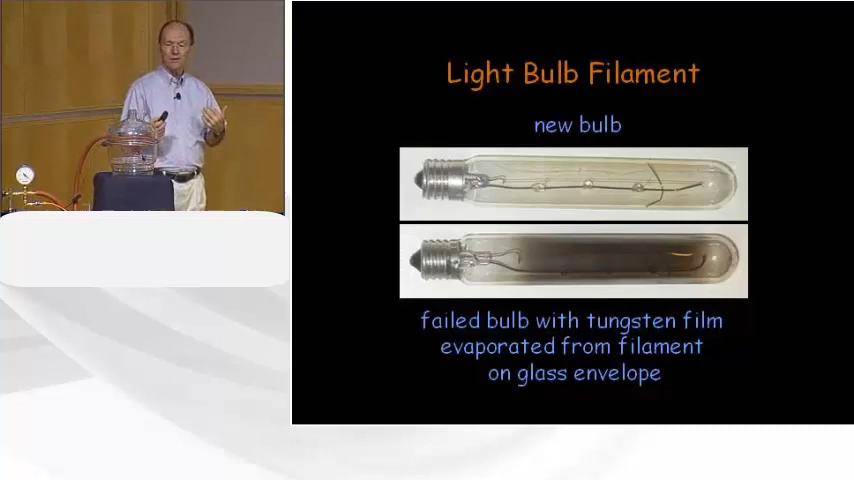 Light Bulb Filament
new bulb
failed bulb with tungsten film
evaporated from filament
on glass envelope